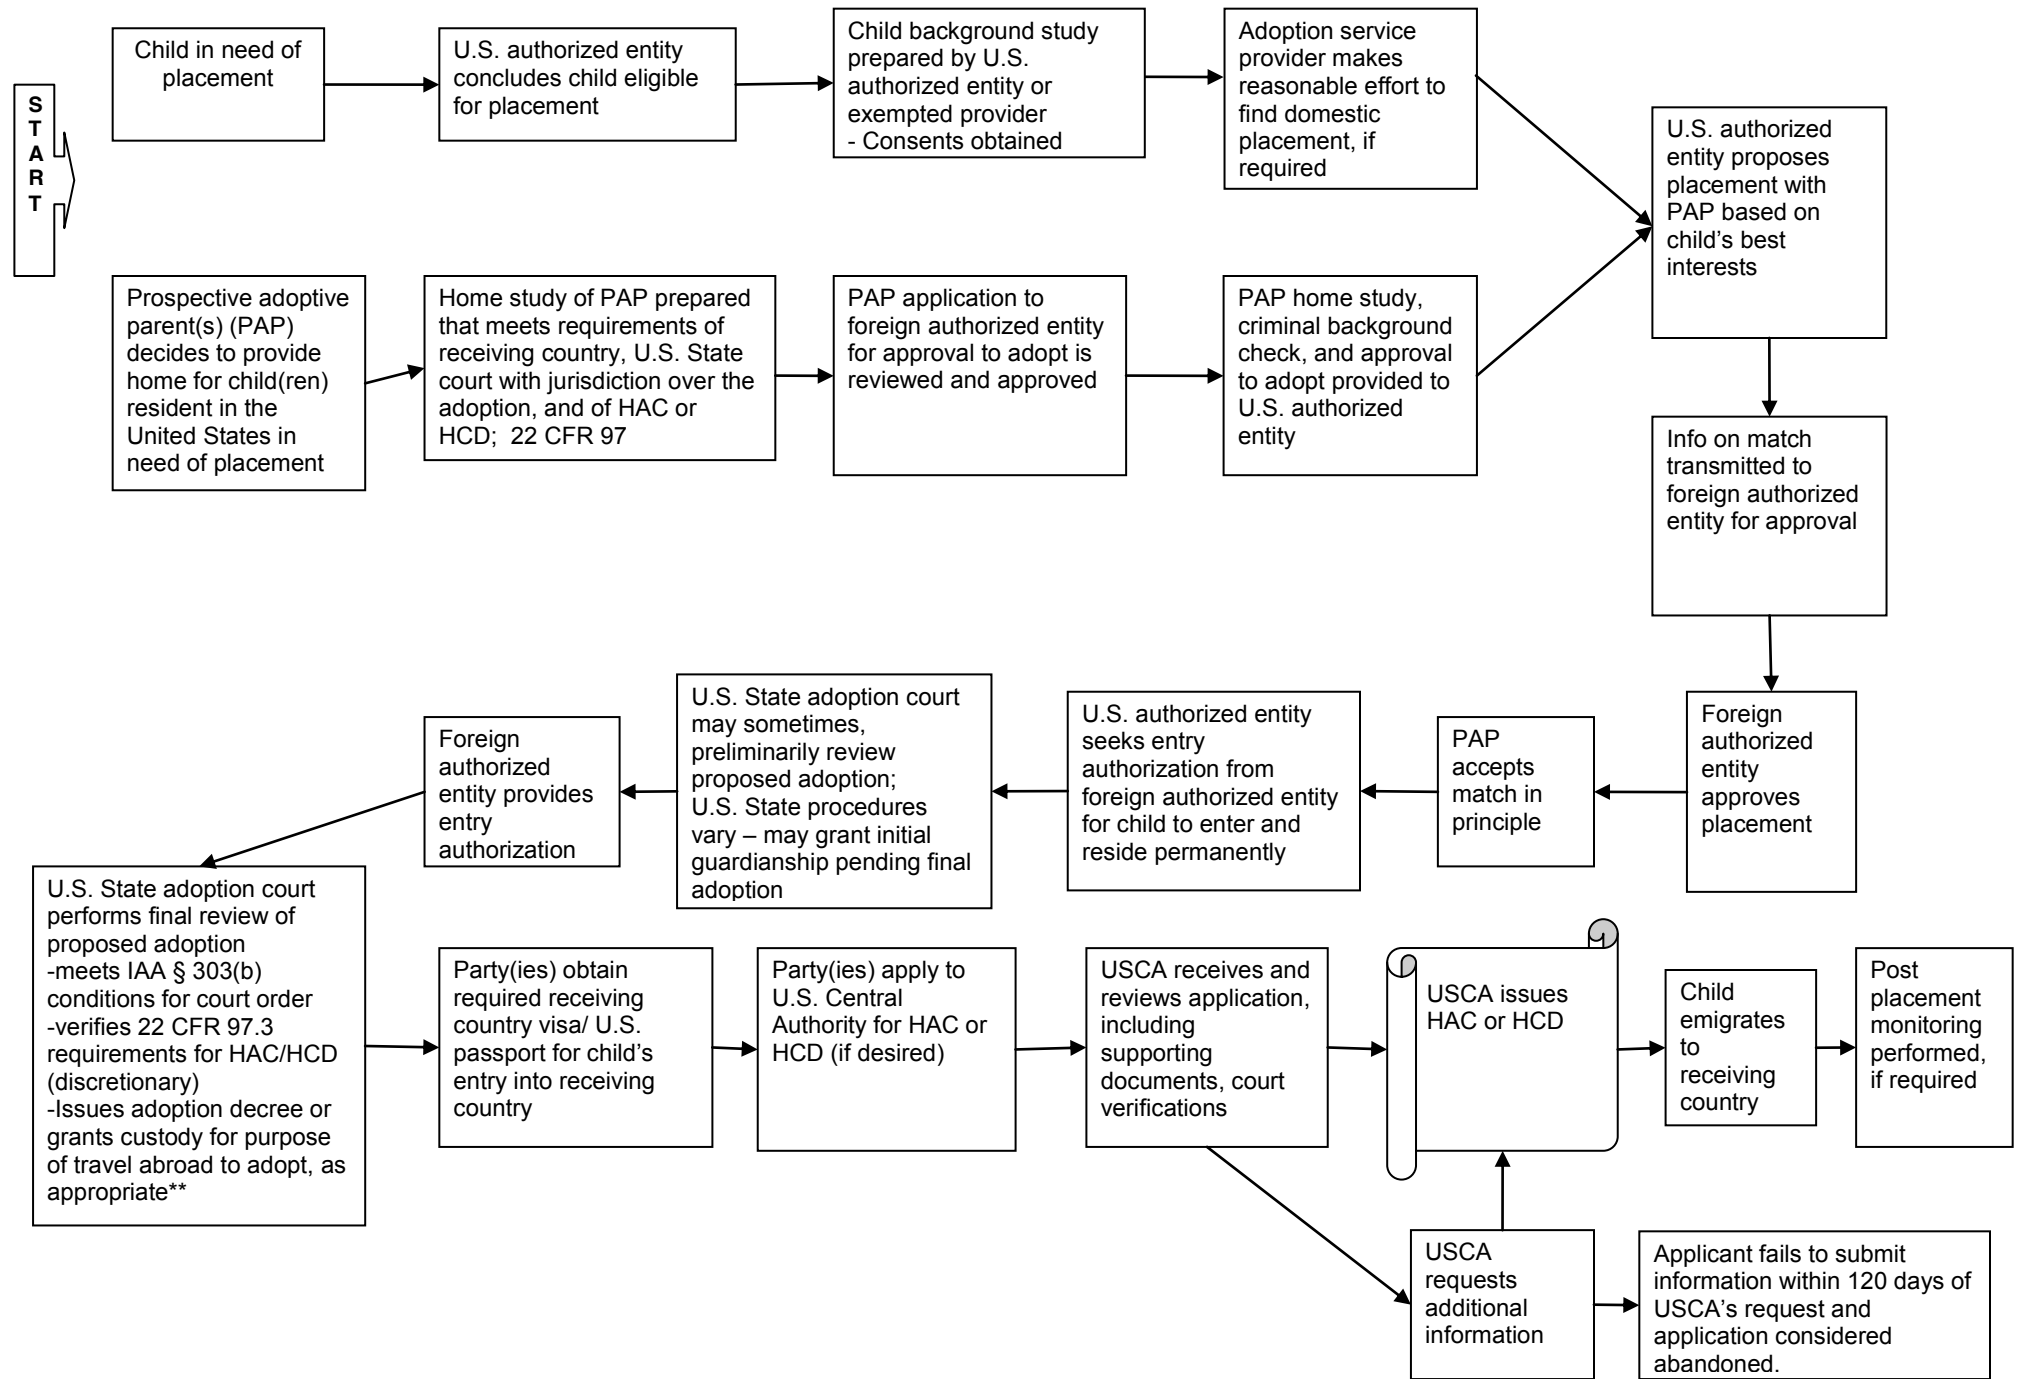 START
Child in need of
placement
U.S. authorized entity
concludes child eligible
for placement
Child background study
prepared by U.S.
authorized entity or
exempted provider
- Consents obtained
Adoption service
provider makes
reasonable effort to
find domestic
placement, if
required
U.S. authorized
entity proposes
placement with
PAP based on
child’s best
interests
Prospective adoptive
parent(s) (PAP)
decides to provide
home for child(ren)
resident in the
United States in
need of placement
Home study of PAP prepared
that meets requirements of
receiving country, U.S. State
court with jurisdiction over the
adoption, and of HAC or
HCD; 22 CFR 97
PAP application to
foreign authorized entity
for approval to adopt is
reviewed and approved
PAP home study,
criminal background
check, and approval
to adopt provided to
U.S. authorized
entity
Info on match
transmitted to
foreign authorized
entity for approval
Foreign
authorized
entity
approves
placement
PAP
accepts
match in
principle
U.S. authorized entity
seeks entry
authorization from
foreign authorized entity
for child to enter and
reside permanently
U.S. State adoption court
may sometimes,
preliminarily review
proposed adoption;
U.S. State procedures
vary – may grant initial
guardianship pending final
adoption
Foreign
authorized
entity provides
entry
authorization
U.S. State adoption court
performs final review of
proposed adoption
-meets IAA § 303(b)
conditions for court order
-verifies 22 CFR 97.3
requirements for HAC/HCD
(discretionary)
-Issues adoption decree or
grants custody for purpose
of travel abroad to adopt, as
appropriate**
Party(ies) obtain
required receiving
country visa/ U.S.
passport for child’s
entry into receiving
country
Party(ies) apply to
U.S. Central
Authority for HAC or
HCD (if desired)
USCA receives and
reviews application,
including
supporting
documents, court
verifications
USCA issues
HAC or HCD
Child
emigrates
to
receiving
country
Post
placement
monitoring
performed,
if required
USCA
requests
additional
information
Applicant fails to submit
information within 120 days of
USCA’s request and
application considered
abandoned.